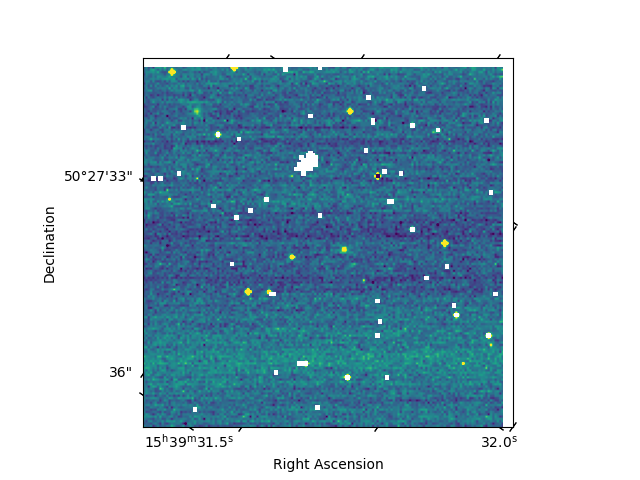 50°27'33"
Declination
36"
15ʰ39ᵐ31.5ˢ 32.0ˢ
Right Ascension